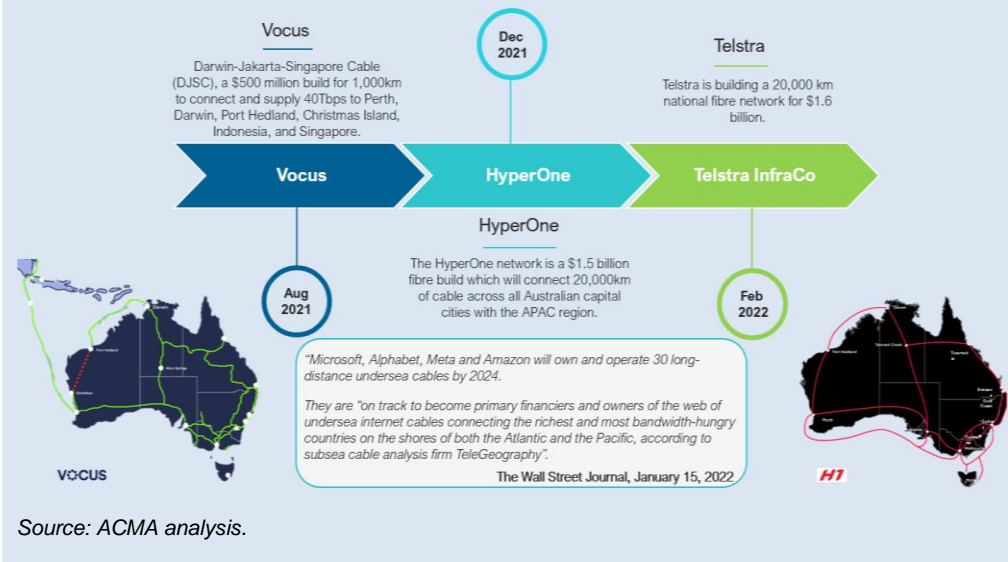 Vocus
Darwin-Jakarta-Singapore Cable
(DJSC), a $500 million build for 1,000km
to connect and supply 40Tbps to Perth,
Darwin, Port Hedland, Christmas Island,
Indonesia, and Singapore.
Dec
2021
Telstra
Telstra is building a 20,000 km
national fibre network for $1.6
billion.
Vocus
HyperOne
Telstra InfraCo
Aug
2021
HyperOne
The HyperOne network is a $1.5 billion
fibre build which will connect 20,000km
of cable across all Australian capital
cities with the APAC region.
Feb
2022
Port Hedland
VOCUS
"Microsoft, Alphabet, Meta and Amazon will own and operate 30 long-
distance undersea cables by 2024.
They are "on track to become primary financiers and owners of the web of
undersea internet cables connecting the richest and most bandwidth-hungry
countries on the shores of both the Atlantic and the Pacific, according to
subsea cable analysis firm TeleGeography".
The Wall Street Journal, January 15, 2022
Port Hedland
Tennant Creek
Perth
H1
Source: ACMA analysis.